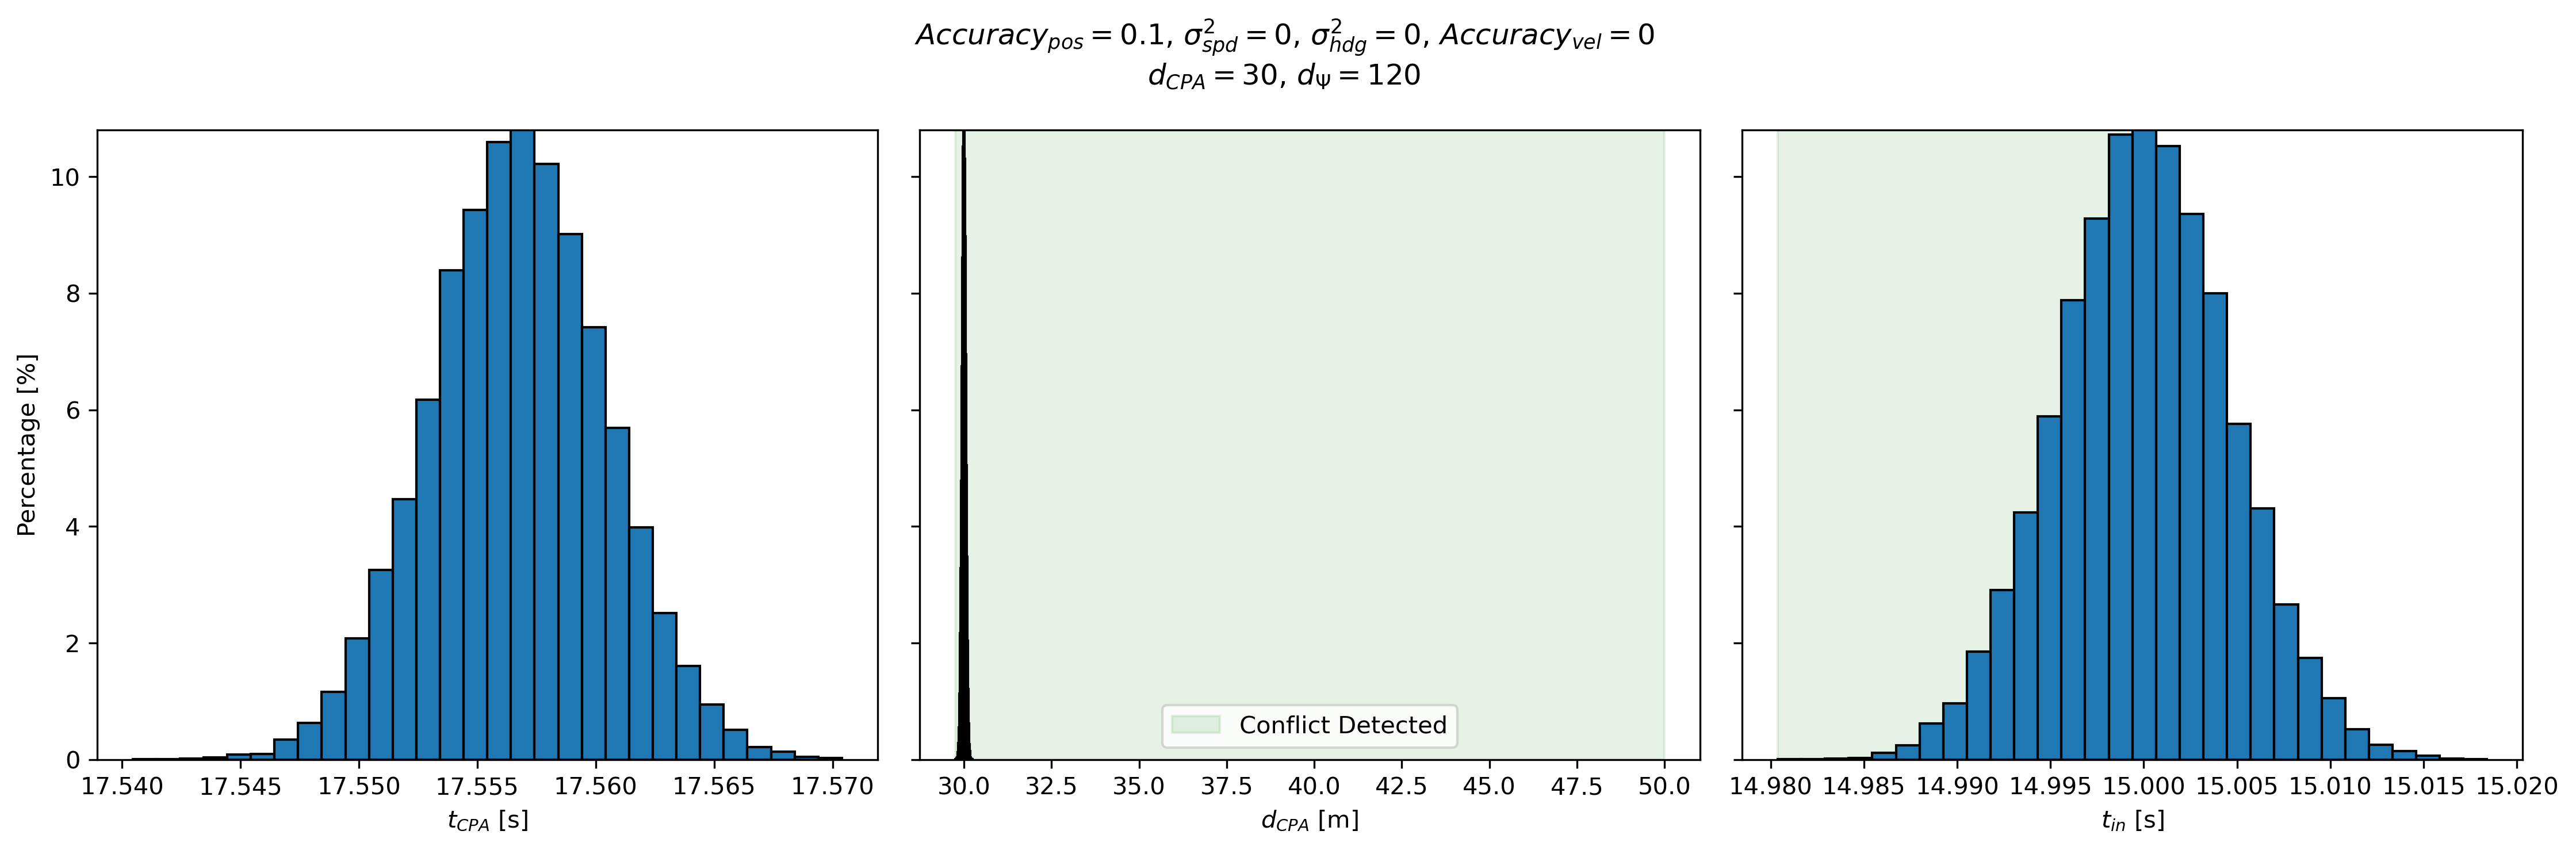 Accuracy_pos = 0.1, σ²_spd = 0, σ²_hdg = 0, Accuracy_vel = 0
d_CPA = 30, d_Ψ = 120
Percentage [%]
10
8
6
4
2
0
17.540 17.545 17.550 17.555 17.560 17.565 17.570
t_CPA [s]
Conflict Detected
30.0 32.5 35.0 37.5 40.0 42.5 45.0 47.5 50.0
d_CPA [m]
14.980 14.985 14.990 14.995 15.000 15.005 15.010 15.015 15.020
t_in [s]